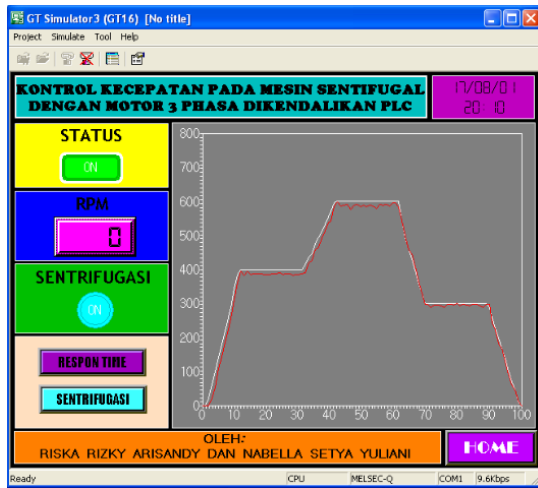 GT Simulator3 (GT16) [No title]
Project Simulate Tool Help
KONTROL KECEPATAN PADA MESIN SENTIFUGAL
DENGAN MOTOR 3 PHASA DIKENDALIKAN PLC
17/08/01
20:10
STATUS
ON
RPM
0
SENTRIFUGASI
ON
RESPON TIME
SENTRIFUGASI
800
700
600
500
400
300
200
100
0
0 10 20 30 40 50 60 70 80 90 100
OLEH:
RISKA RIZKY ARISANDY DAN NABELLA SETYA YULIANI
HOME
Ready CPU MELSEC-Q COM1 9.6Kbps